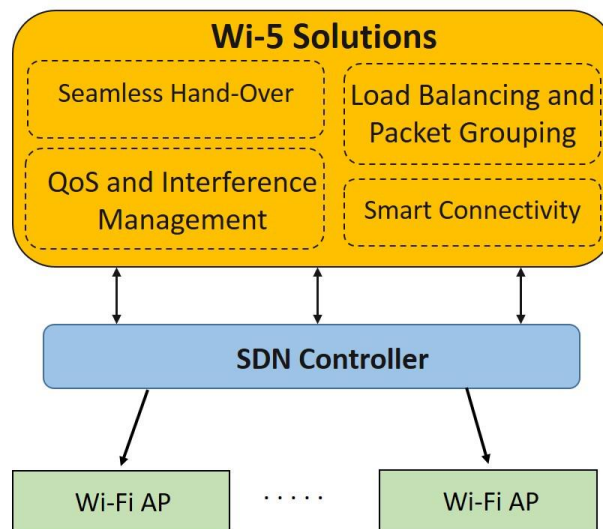 Wi-5 Solutions
Seamless Hand-Over
Load Balancing and
Packet Grouping
QoS and Interference
Management
Smart Connectivity
SDN Controller
Wi-Fi AP
. . . . .
Wi-Fi AP